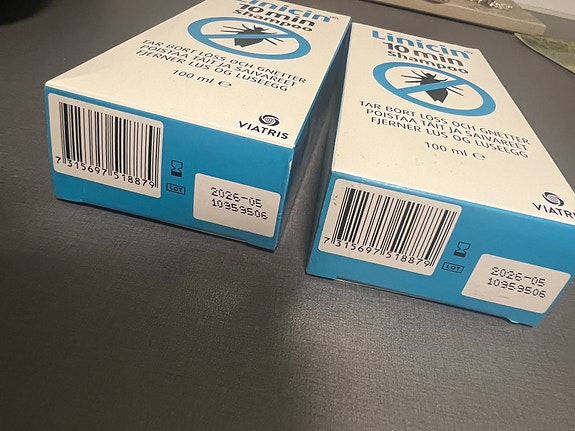 Linicin®
10 min
Shampoo
TAR BORT LÖSS OCH GNETTER
POISTAA TÄIT JA SAIVAREET
FJERNER LUS OG LUSEEGG
100 ml e
VIATRIS
7 315697 518879
LOT
2026-05
10959506
Linicin®
10 min
Shampoo
TAR BORT LÖSS OCH GNETTER
POISTAA TÄIT JA SAIVAREET
FJERNER LUS OG LUSEEGG
100 ml e
VIATRIS
7 315697 518879
LOT
2026-05
10959506